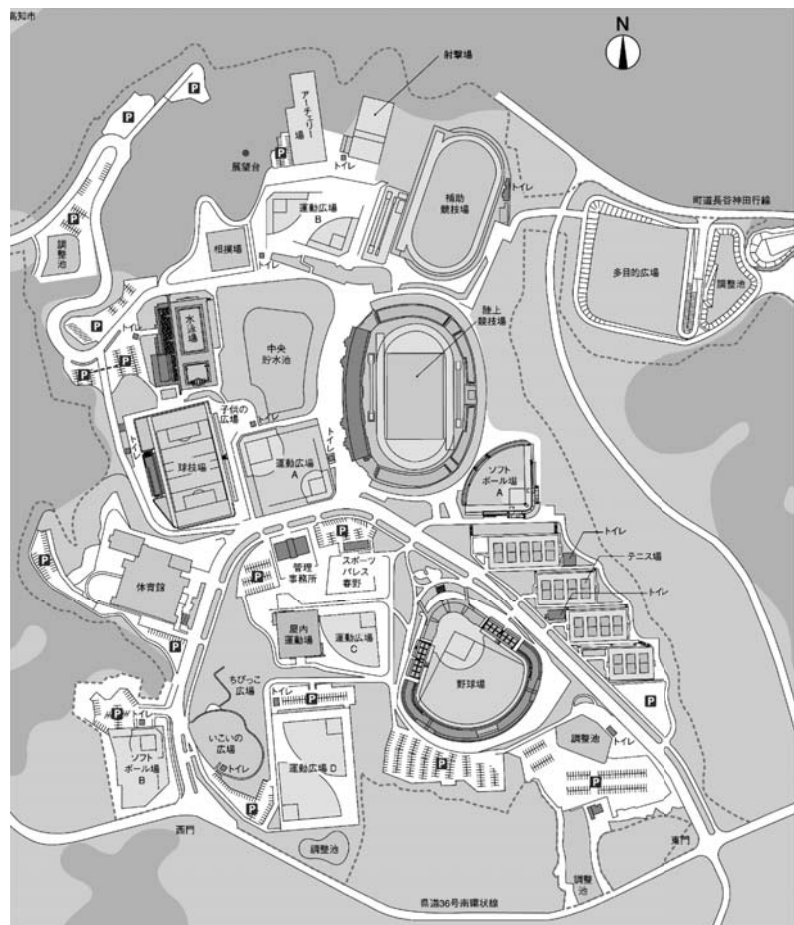 高知市
N
射撃場
P
P
アーチェリー
場
展望台
P
トイレ
補助
競技場
トイレ
町道長谷神田行線
運動広場
B
P
調整
池
相撲場
トイレ
多目的広場
調整池
陸上
競技場
P
トイレ
水泳場
中央
貯水池
P
P
子供の
広場
トイレ
トイレ
球技場
運動広場
A
トイレ
ソフト
ボール場
A
P
体育館
P
管理
事務所
P
スポーツ
パレス
春野
トイレ
テニス場
トイレ
屋内
運動場
運動広場
C
野球場
P
ちびっこ
広場
トイレ
P
P
P
トイレ
ソフト
ボール場
B
いこいの
広場
トイレ
P
運動広場 D
P
調整池
トイレ
P
西門
調整池
東門
調整
池
県道36号南環状線